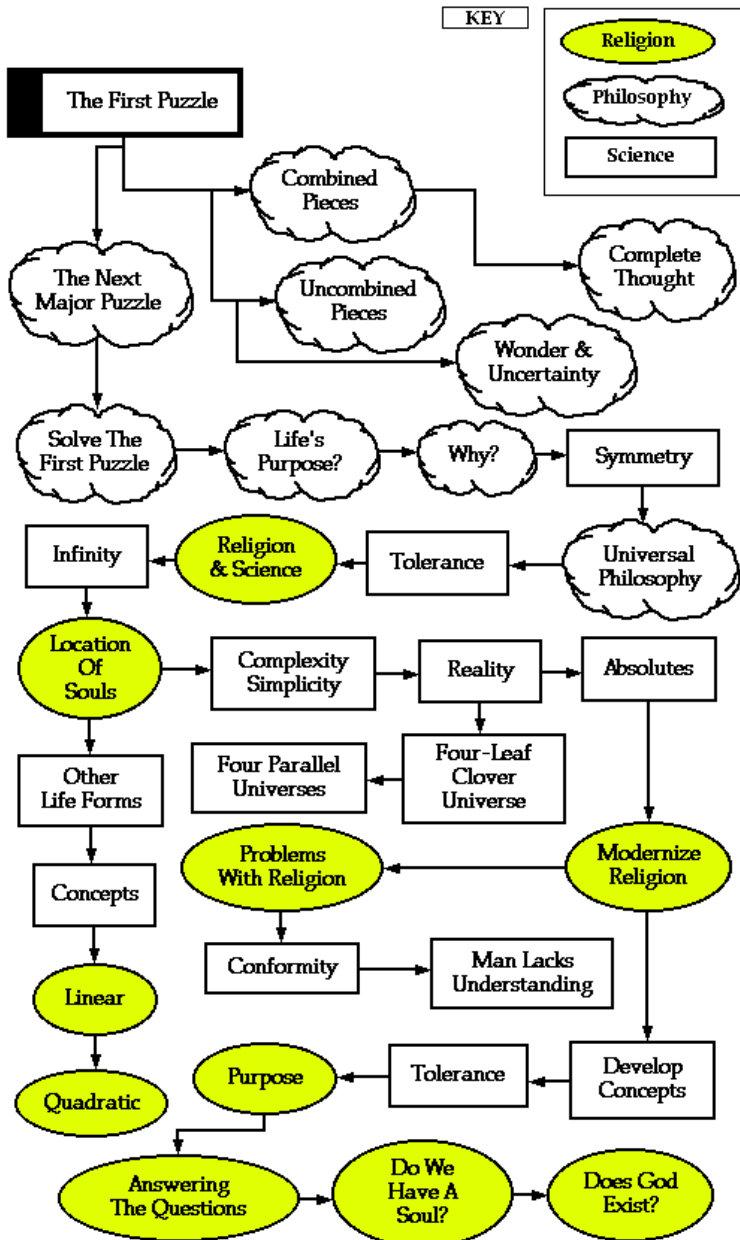 KEY
Religion
Philosophy
Science
The First Puzzle
Combined
Pieces
Complete
Thought
The Next
Major Puzzle
Uncombined
Pieces
Wonder &
Uncertainty
Solve The
First Puzzle
Life's
Purpose?
Why?
Symmetry
Universal
Philosophy
Tolerance
Religion
& Science
Infinity
Location
Of
Souls
Complexity
Simplicity
Reality
Absolutes
Other
Life Forms
Four Parallel
Universes
Four-Leaf
Clover
Universe
Concepts
Problems
With Religion
Modernize
Religion
Conformity
Man Lacks
Understanding
Linear
Quadratic
Purpose
Tolerance
Develop
Concepts
Answering
The Questions
Do We
Have A
Soul?
Does God
Exist?